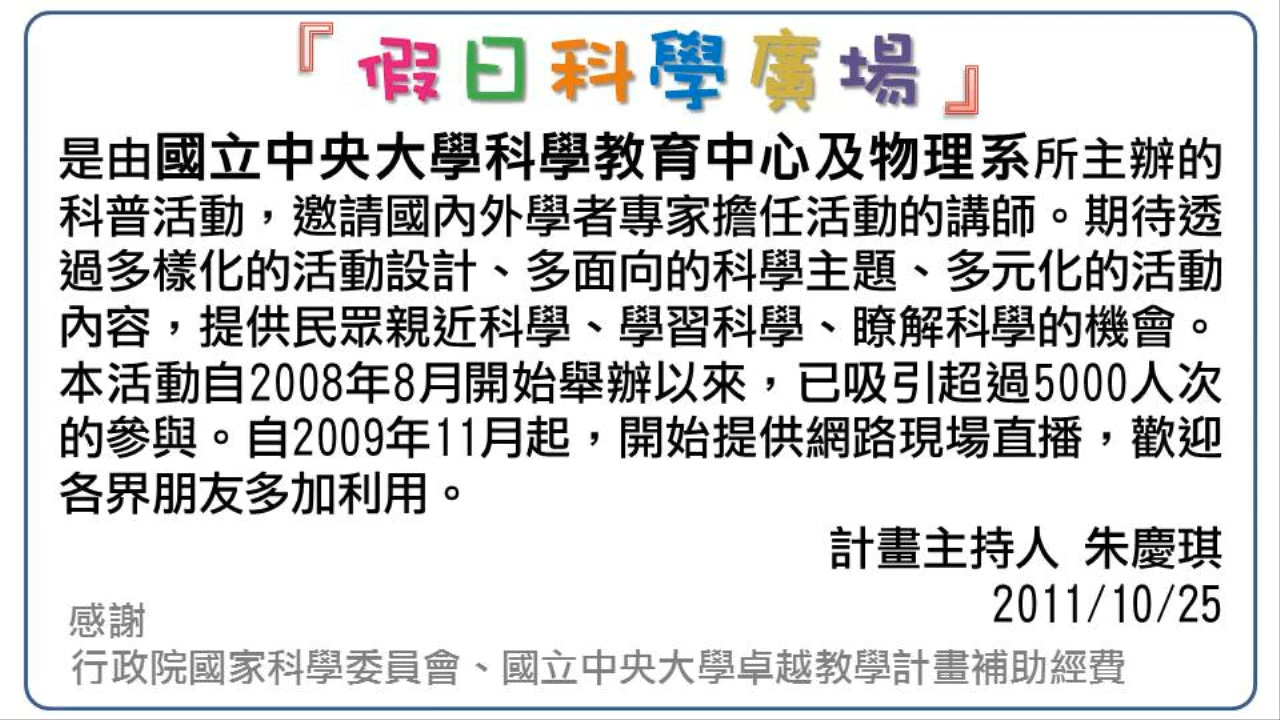 『假日科學廣場』
是由國立中央大學科學教育中心及物理系所主辦的
科普活動，邀請國內外學者專家擔任活動的講師。期待透
過多樣化的活動設計、多面向的科學主題、多元化的活動
內容，提供民眾親近科學、學習科學、瞭解科學的機會。
本活動自2008年8月開始舉辦以來，已吸引超過5000人次
的參與。自2009年11月起，開始提供網路現場直播，歡迎
各界朋友多加利用。
計畫主持人 朱慶琪
2011/10/25
感謝
行政院國家科學委員會、國立中央大學卓越教學計畫補助經費